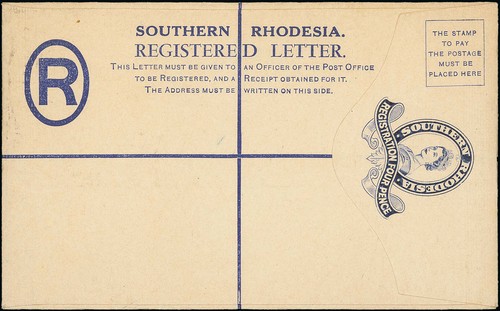 SOUTHERN RHODESIA.
REGISTERED LETTER.
THIS LETTER MUST BE GIVEN TO AN OFFICER OF THE POST OFFICE
TO BE REGISTERED, AND A RECEIPT OBTAINED FOR IT.
THE ADDRESS MUST BE WRITTEN ON THIS SIDE.
R
THE STAMP
TO PAY
THE POSTAGE
MUST BE
PLACED HERE
SOUTHERN RHODESIA
REGISTRATION FOUR PENCE